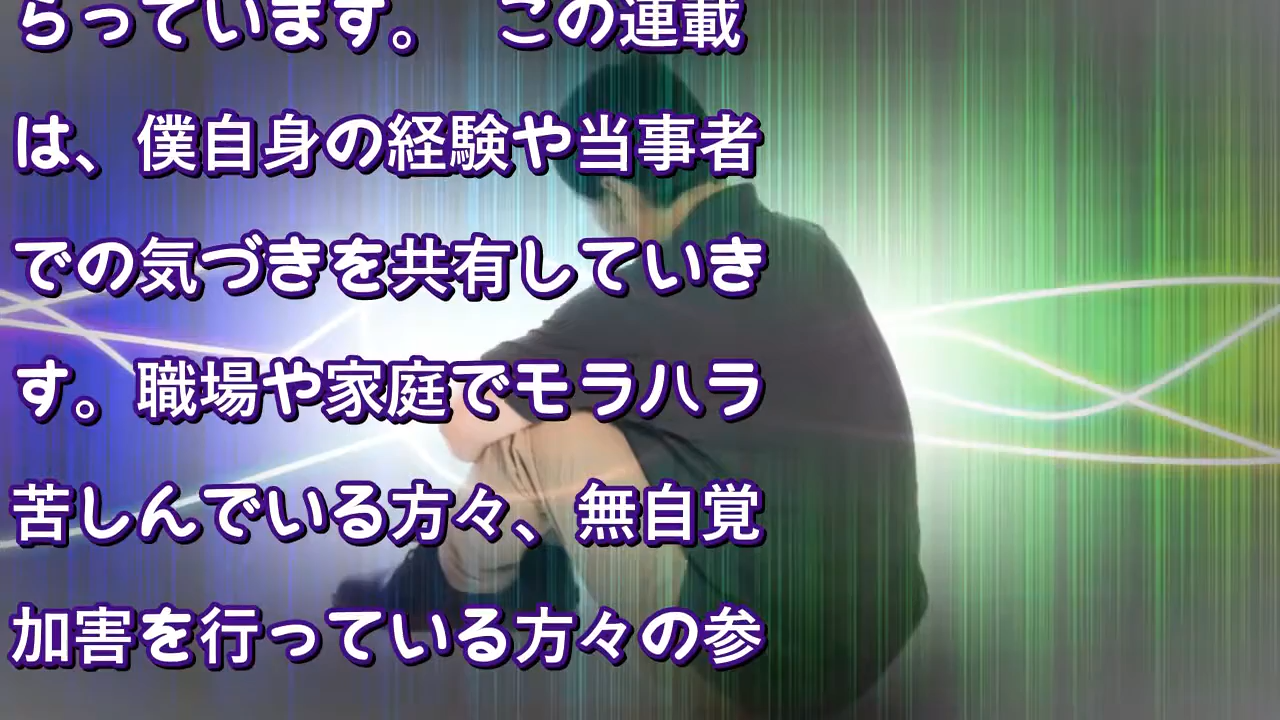 らっています。　この連載
は、僕自身の経験や当事者
での気づきを共有していき
す。職場や家庭でモラハラ
苦しんでいる方々、無自覚
加害を行っている方々の参